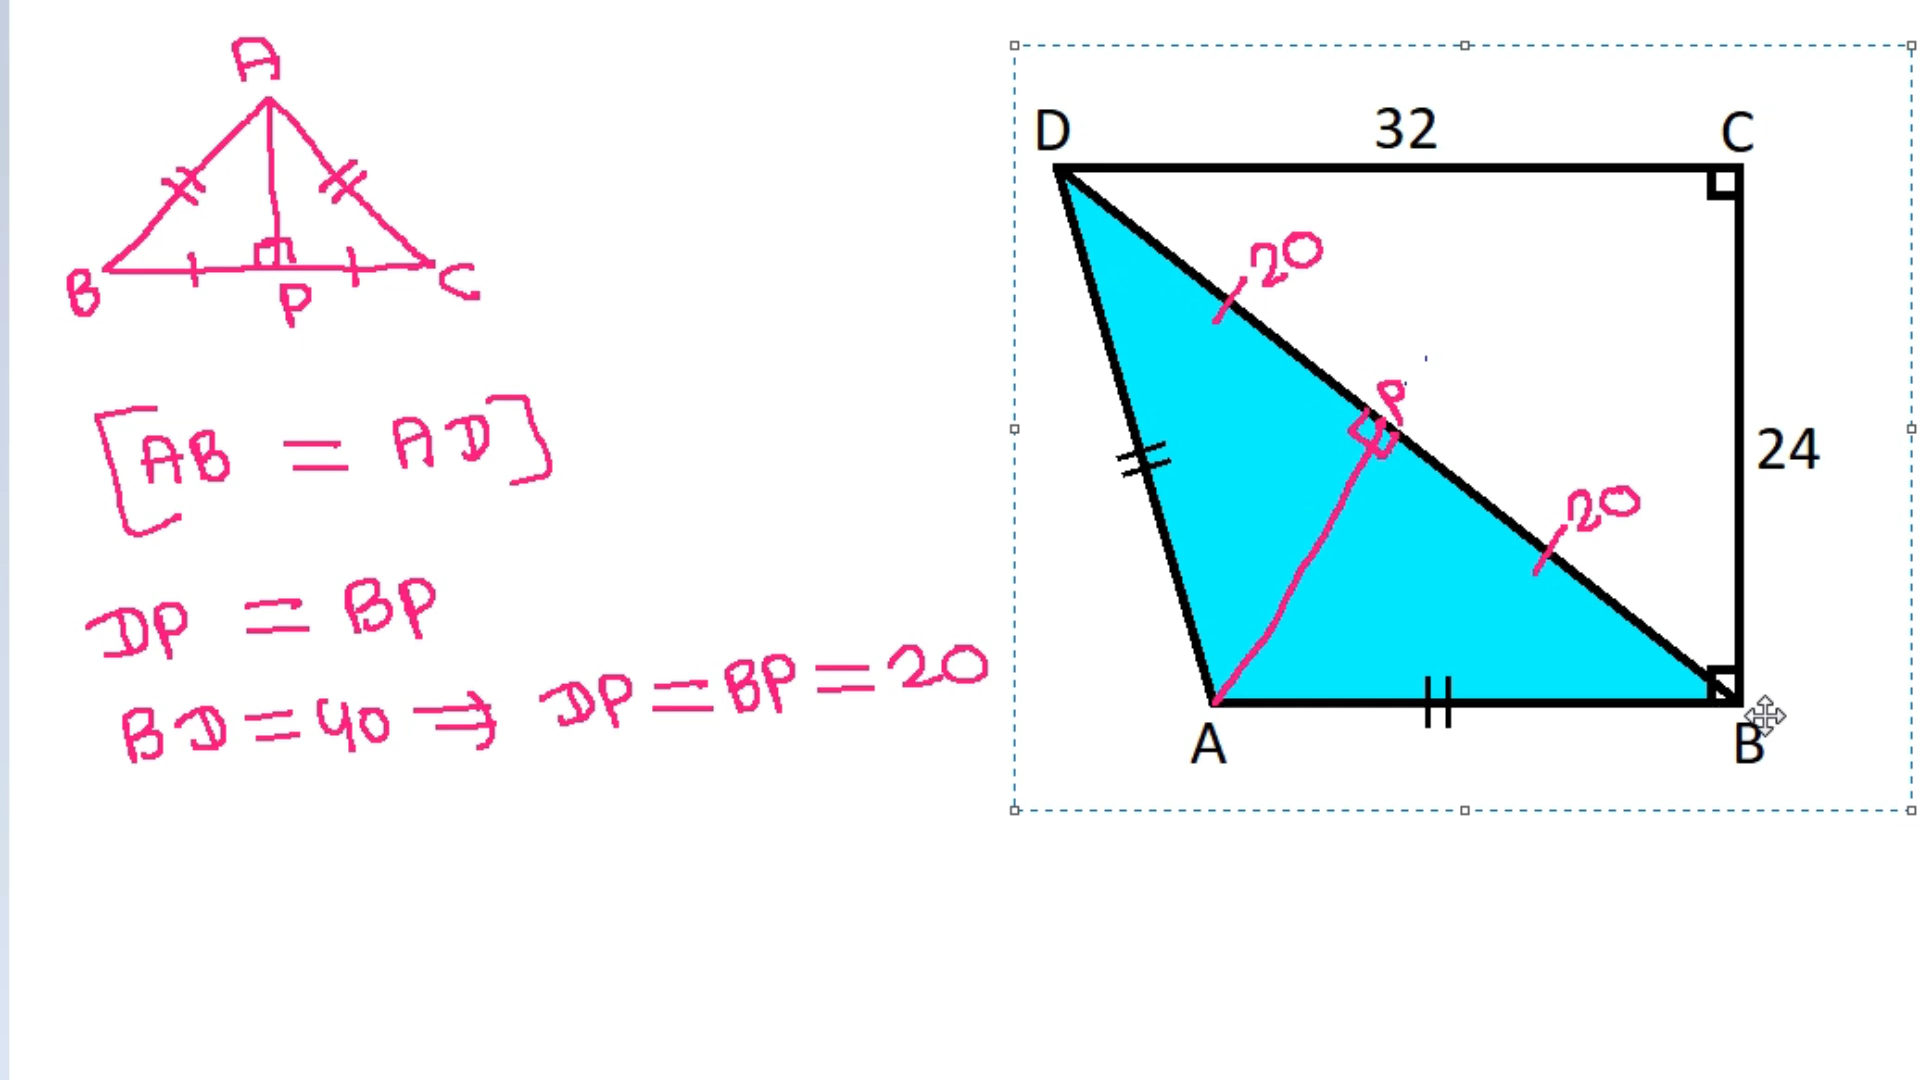 A
B
P
C
[AB = AD]
DP = BP
BD = 40 ⇒ DP = BP = 20
D
32
C
20
P
24
20
A
B